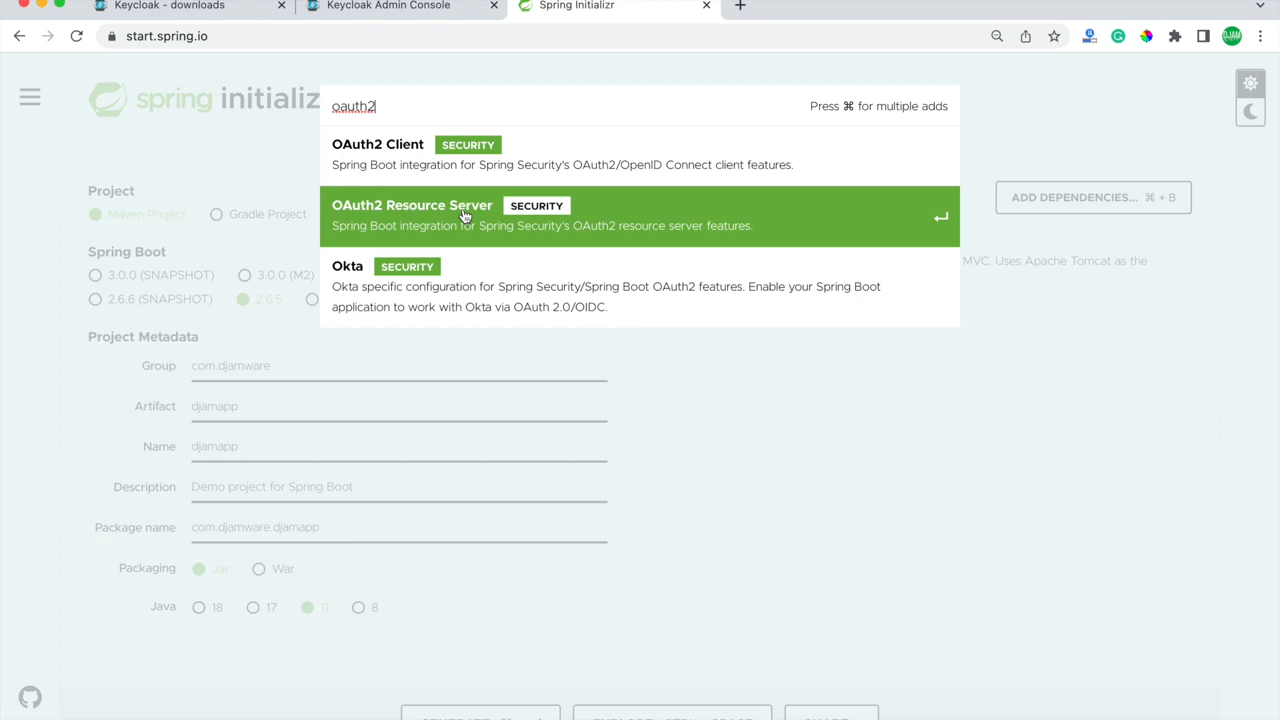 Keycloak - downloads
Keycloak Admin Console
Spring Initializr
start.spring.io
DJAM
spring initializ
oauth2
Press ⌘ for multiple adds
OAuth2 Client SECURITY
Spring Boot integration for Spring Security's OAuth2/OpenID Connect client features.
OAuth2 Resource Server SECURITY
Spring Boot integration for Spring Security's OAuth2 resource server features.
Okta SECURITY
Okta specific configuration for Spring Security/Spring Boot OAuth2 features. Enable your Spring Boot
application to work with Okta via OAuth 2.0/OIDC.
Project
Maven Project Gradle Project
Spring Boot
3.0.0 (SNAPSHOT) 3.0.0 (M2)
2.6.6 (SNAPSHOT) 2.6.5
ADD DEPENDENCIES... ⌘ + B
MVC. Uses Apache Tomcat as the
Project Metadata
Group com.djamware
Artifact djamapp
Name djamapp
Description Demo project for Spring Boot
Package name com.djamware.djamapp
Packaging Jar War
Java 18 17 11 8